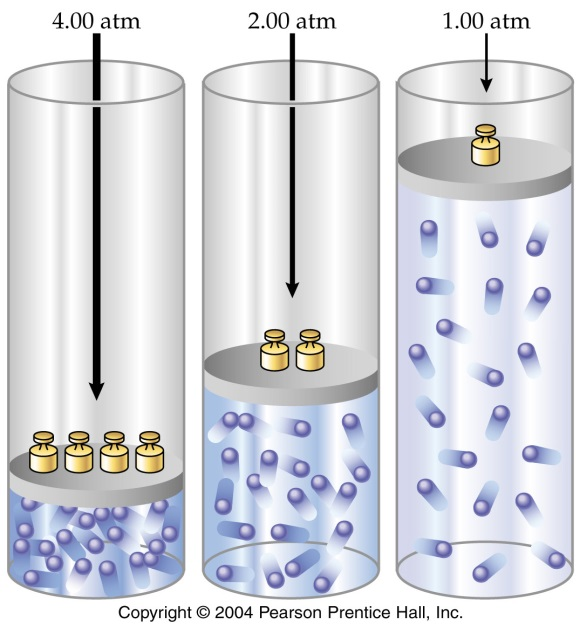 4.00 atm
2.00 atm
1.00 atm
Copyright © 2004 Pearson Prentice Hall, Inc.